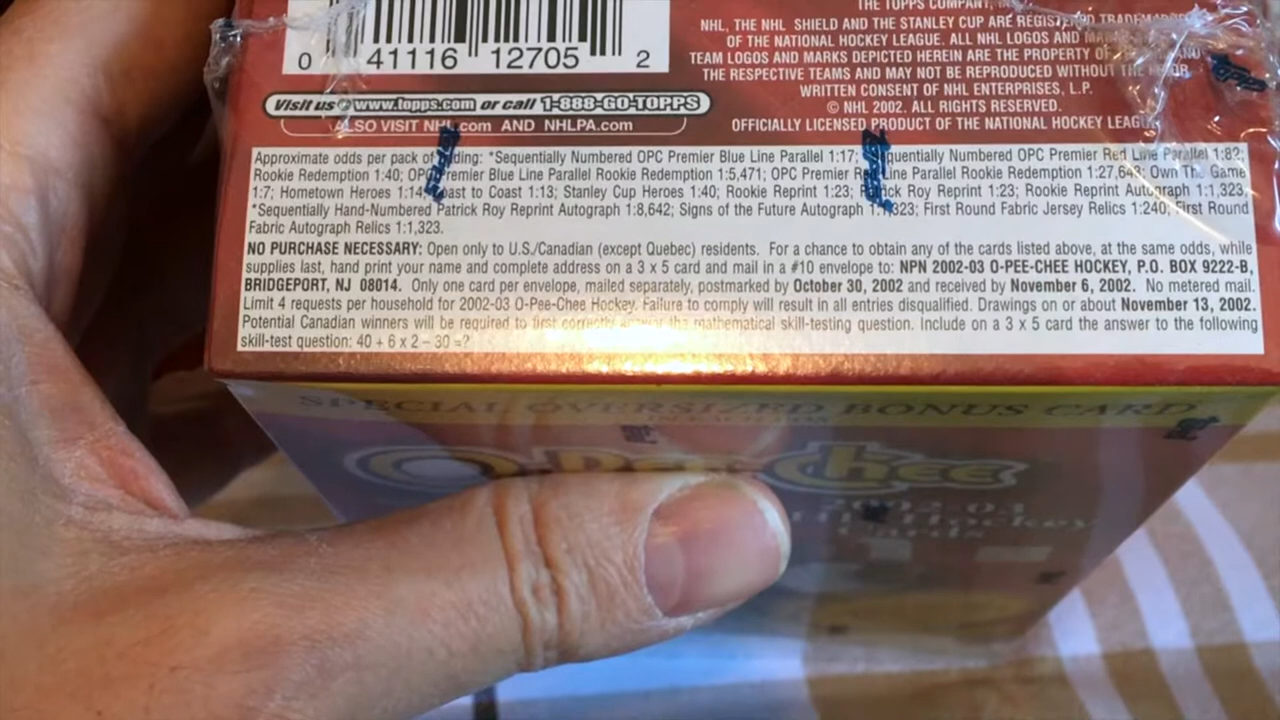 THE TOPPS COMPANY,
0 41116 12705 2
NHL, THE NHL SHIELD AND THE STANLEY CUP ARE REGISTERED TRADEMARKS
OF THE NATIONAL HOCKEY LEAGUE. ALL NHL LOGOS AND
TEAM LOGOS AND MARKS DEPICTED HEREIN ARE THE PROPERTY OF AND
THE RESPECTIVE TEAMS AND MAY NOT BE REPRODUCED WITHOUT THE PRIOR
WRITTEN CONSENT OF NHL ENTERPRISES, L.P.
© NHL 2002. ALL RIGHTS RESERVED.
OFFICIALLY LICENSED PRODUCT OF THE NATIONAL HOCKEY LEAGUE
Visit us @ www.topps.com or call 1-888-GO-TOPPS
ALSO VISIT NHL.com AND NHLPA.com
Approximate odds per pack of finding: *Sequentially Numbered OPC Premier Blue Line Parallel 1:17; *Sequentially Numbered OPC Premier Red Line Parallel 1:82;
Rookie Redemption 1:40; OPC Premier Blue Line Parallel Rookie Redemption 1:5,471; OPC Premier Red Line Parallel Rookie Redemption 1:27,648; Own The Game
1:7; Hometown Heroes 1:14; Coast to Coast 1:13; Stanley Cup Heroes 1:40; Rookie Reprint 1:23; Patrick Roy Reprint 1:23; Rookie Reprint Autograph 1:1,323;
*Sequentially Hand-Numbered Patrick Roy Reprint Autograph 1:8,642; Signs of the Future Autograph 1:1,323; First Round Fabric Jersey Relics 1:240; First Round
Fabric Autograph Relics 1:1,323.
NO PURCHASE NECESSARY: Open only to U.S./Canadian (except Quebec) residents. For a chance to obtain any of the cards listed above, at the same odds, while
supplies last, hand print your name and complete address on a 3 x 5 card and mail in a #10 envelope to: NPN 2002-03 O-PEE-CHEE HOCKEY, P.O. BOX 9222-B,
BRIDGEPORT, NJ 08014. Only one card per envelope, mailed separately, postmarked by October 30, 2002 and received by November 6, 2002. No metered mail.
Limit 4 requests per household for 2002-03 O-Pee-Chee Hockey. Failure to comply will result in all entries disqualified. Drawings on or about November 13, 2002.
Potential Canadian winners will be required to first correctly answer the mathematical skill-testing question. Include on a 3 x 5 card the answer to the following
skill-test question: 40 + 6 x 2 – 30 =?
SPECIAL OVERSIZED BONUS CARD
O-Pee-Chee
2002-03
Hockey
Cards